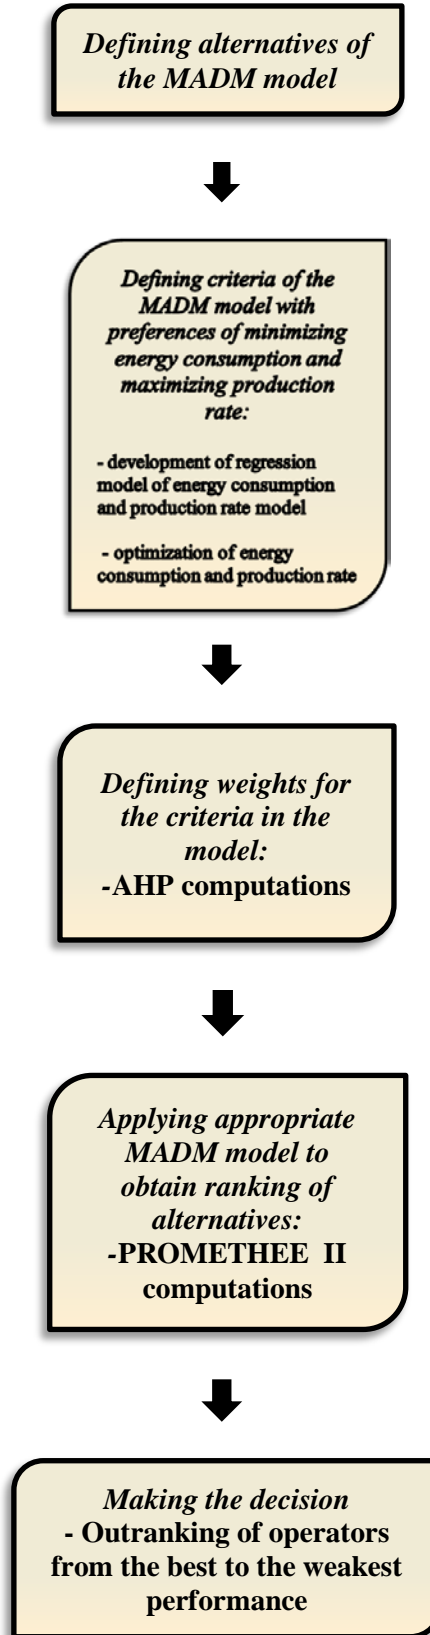 Defining alternatives of
the MADM model
Defining criteria of the
MADM model with
preferences of minimizing
energy consumption and
maximizing production
rate:
- development of regression
model of energy consumption
and production rate model
- optimization of energy
consumption and production rate
Defining weights for
the criteria in the
model:
-AHP computations
Applying appropriate
MADM model to
obtain ranking of
alternatives:
-PROMETHEE II
computations
Making the decision
- Outranking of operators
from the best to the weakest
performance